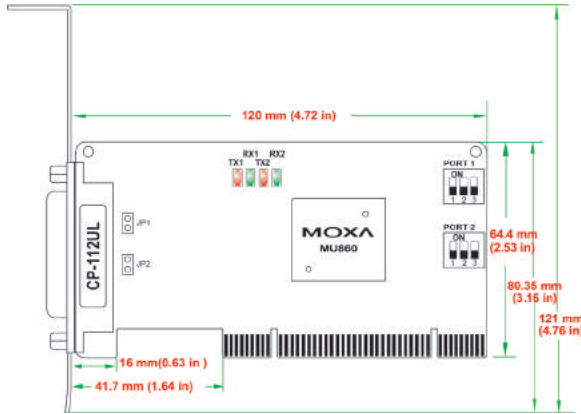 120 mm (4.72 in)
RX1 RX2
TX1 TX2
PORT 1
ON
1 2 3
JP1
MOXA
MU860
CP-112UL
PORT 2
ON
1 2 3
64.4 mm
(2.53 in)
JP2
80.35 mm
(3.16 in)
121 mm
(4.76 in)
16 mm(0.63 in )
41.7 mm (1.64 in)